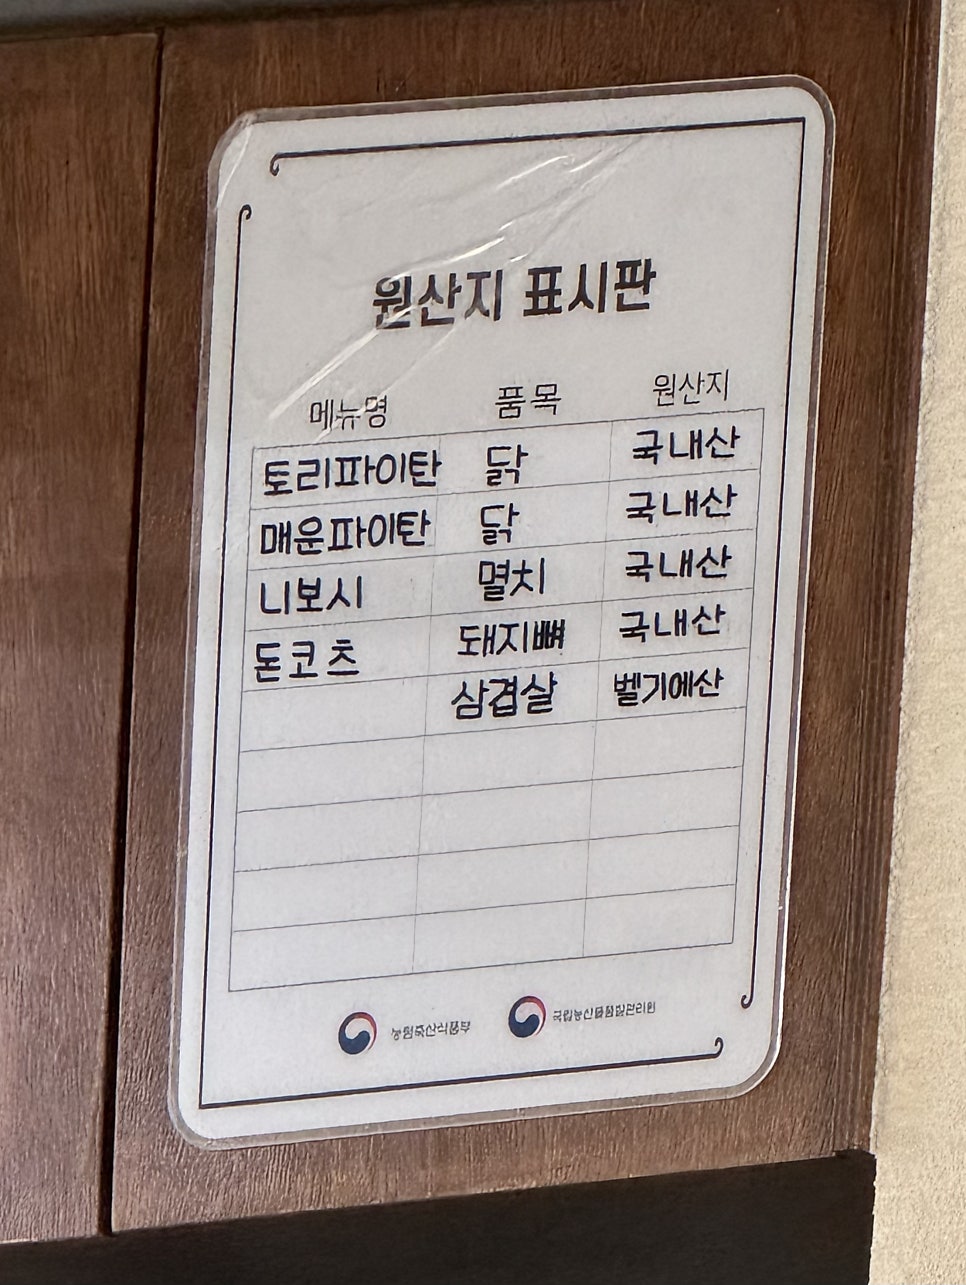 원산지 표시판
메뉴명 품목 원산지
토리파이탄 닭 국내산
매운파이탄 닭 국내산
니보시 멸치 국내산
돈코츠 돼지뼈 국내산
삼겹살 벨기에산
농림축산식품부 국립농산물품질관리원